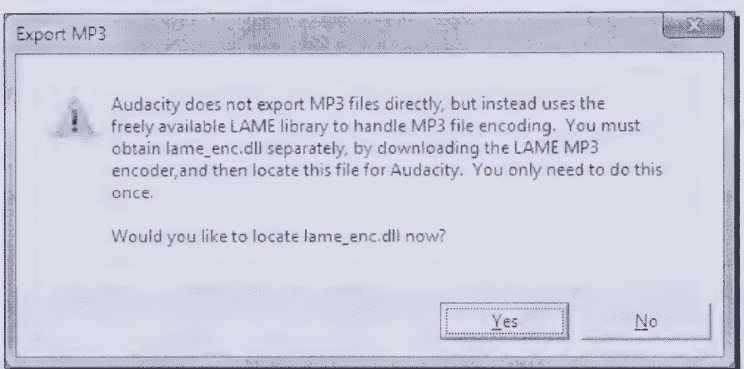 Export MP3
Audacity does not export MP3 files directly, but instead uses the
freely available LAME library to handle MP3 file encoding. You must
obtain lame_enc.dll separately, by downloading the LAME MP3
encoder,and then locate this file for Audacity. You only need to do this
once.
Would you like to locate lame_enc.dll now?
Yes
No